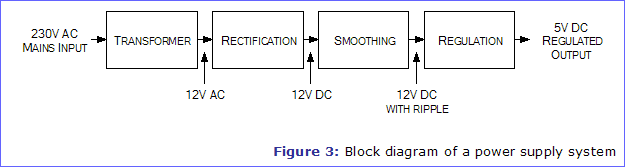 230V AC
MAINS INPUT
TRANSFORMER
RECTIFICATION
SMOOTHING
REGULATION
5V DC
REGULATED
OUTPUT
12V AC
12V DC
12V DC
WITH RIPPLE
Figure 3: Block diagram of a power supply system